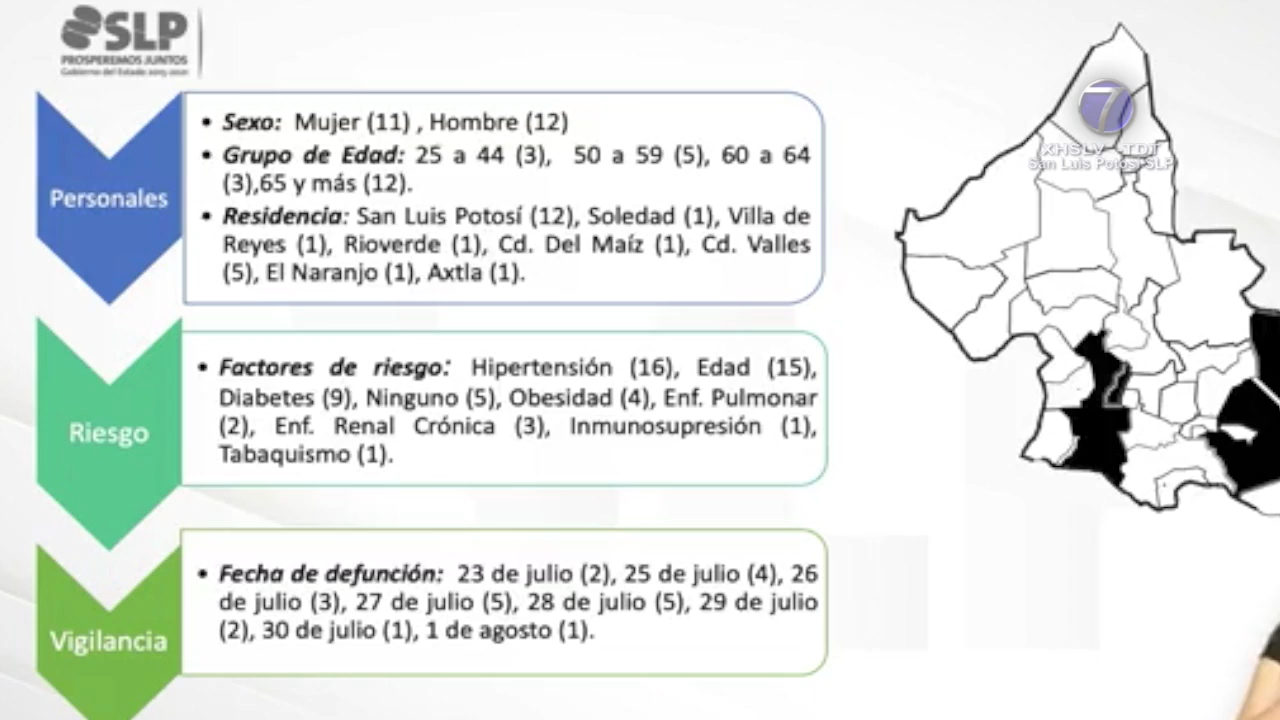 SLP
PROSPEREMOS JUNTOS
Gobierno del Estado 2015-2021
7
XHSLV - TDT
San Luis Potosí SLP
Personales
• Sexo: Mujer (11) , Hombre (12)
• Grupo de Edad: 25 a 44 (3), 50 a 59 (5), 60 a 64
(3),65 y más (12).
• Residencia: San Luis Potosí (12), Soledad (1), Villa de
Reyes (1), Rioverde (1), Cd. Del Maíz (1), Cd. Valles
(5), El Naranjo (1), Axtla (1).
Riesgo
• Factores de riesgo: Hipertensión (16), Edad (15),
Diabetes (9), Ninguno (5), Obesidad (4), Enf. Pulmonar
(2), Enf. Renal Crónica (3), Inmunosupresión (1),
Tabaquismo (1).
Vigilancia
• Fecha de defunción: 23 de julio (2), 25 de julio (4), 26
de julio (3), 27 de julio (5), 28 de julio (5), 29 de julio
(2), 30 de julio (1), 1 de agosto (1).